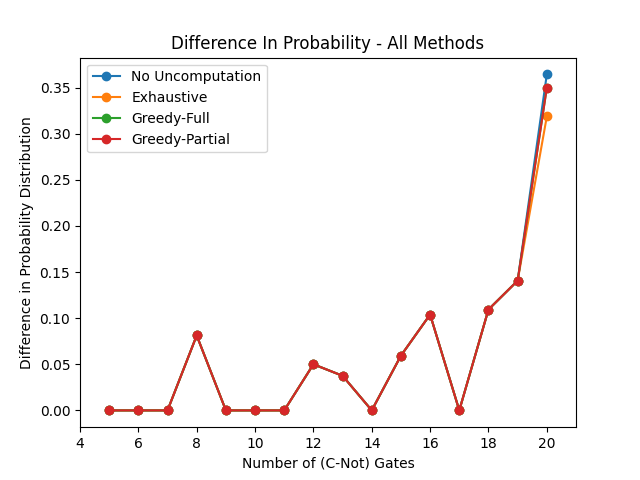 Difference In Probability - All Methods
No Uncomputation
Exhaustive
Greedy-Full
Greedy-Partial
Difference in Probability Distribution
0.35
0.30
0.25
0.20
0.15
0.10
0.05
0.00
4 6 8 10 12 14 16 18 20
Number of (C-Not) Gates